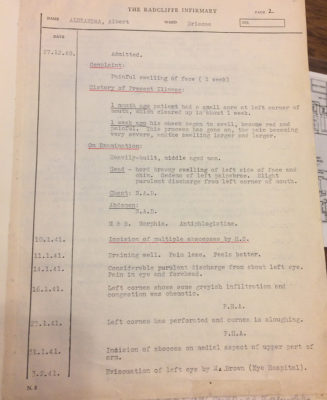 THE RADCLIFFE INFIRMARY
PAGE 2.
NAME ALEXANDER, Albert WARD Briscoe
DATE
27.12.40. Admitted.
Complaint:
Painful swelling of face ( 1 week)
History of Present Illness:
1 month ago patient had a small sore at left corner of
mouth, which cleared up in about 1 week.
1 week ago his cheek began to swell, became red and
painful. This process has gone on, the pain becoming
very severe, and the swelling larger and larger.
On Examination:
Heavily-built, middle aged man.
Head - hard brawny swelling of left side of face and
chin. Oedema of left palpebrae. Slight
purulent discharge from left corner of mouth.
Chest: N.A.D.
Abdomen:
N.A.D.
M & B. Morphia. Antiphlogistine.
10.1.41. Incision of multiple abscesses by
11.1.41. Draining well. Pain less. Feels better.
14.1.41. Considerable purulent discharge from about left eye.
Pain in eye and forehead.
16.1.41. Left cornea shows some greyish infiltration and
congestion was chemotic.
Left cornea has perforated and cornea is sloughing.
31.1.41. Incision of abscess on medial aspect of upper part of
arm.
3.2.41. Evisceration of left eye by Brown (Eye Hospital).
N. 8